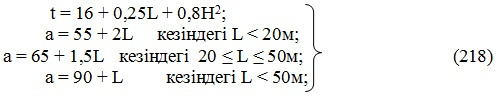 t = 16 + 0,25L + 0,8H²;
a = 55 + 2L кезіндегі L < 20м;
a = 65 + 1,5L кезіндегі 20 ≤ L ≤ 50м;
a = 90 + L кезіндегі L < 50м;
(218)